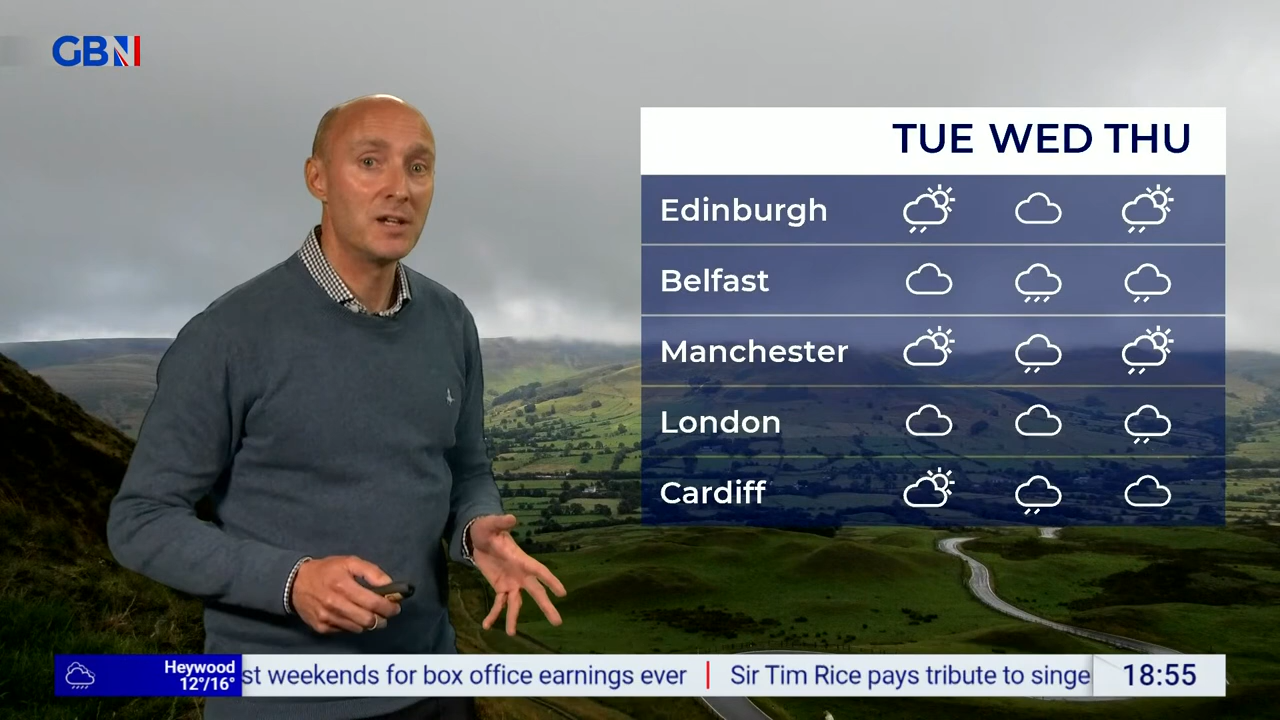 GBN
TUE WED THU
Edinburgh
Belfast
Manchester
London
Cardiff
Heywood
12°/16°
st weekends for box office earnings ever | Sir Tim Rice pays tribute to singe
18:55